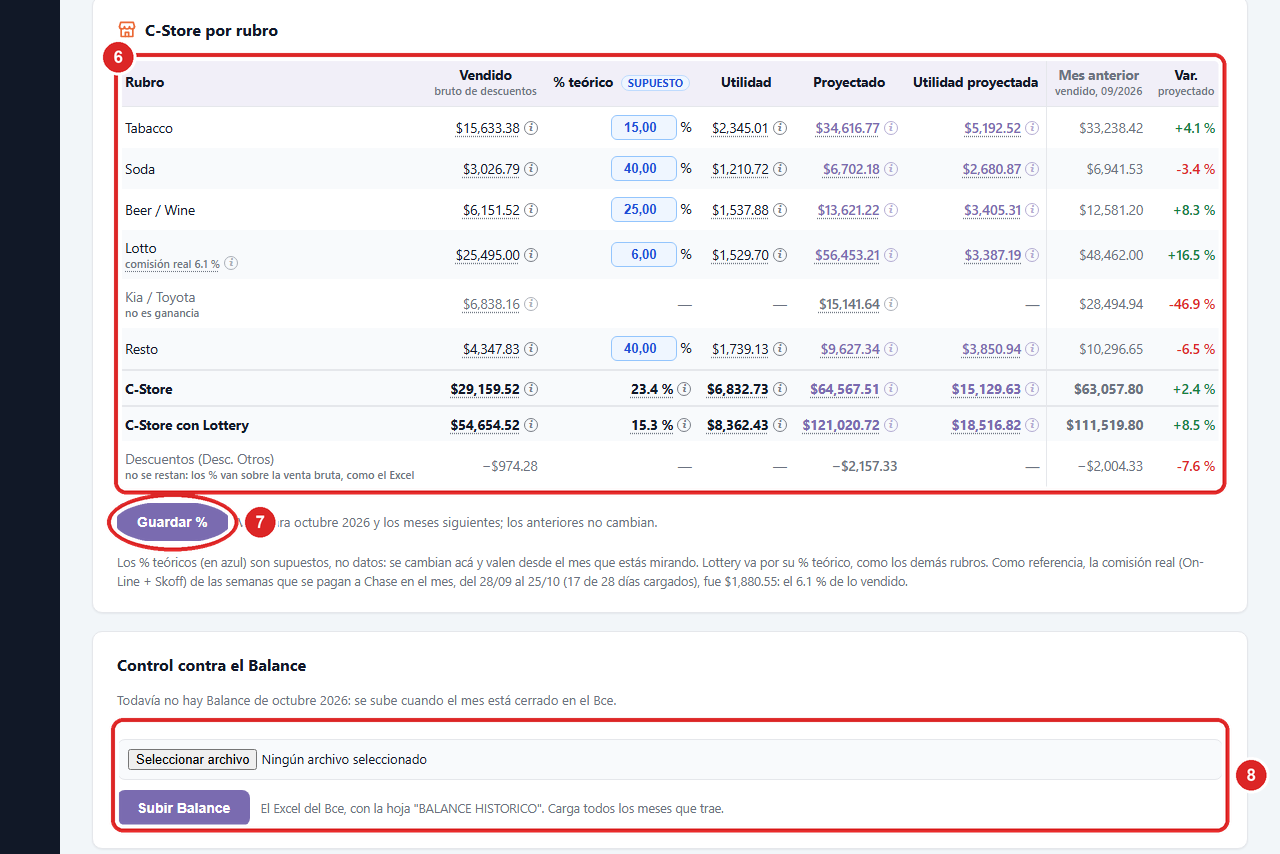 C-Store por rubro
6
Rubro Vendido % teórico SUPUESTO Utilidad Proyectado Utilidad proyectada Mes anterior Var.
bruto de descuentos vendido, 09/2026 proyectado
Tabacco $15,633.38 15,00 % $2,345.01 $34,616.77 $5,192.52 $33,238.42 +4.1 %
Soda $3,026.79 40,00 % $1,210.72 $6,702.18 $2,680.87 $6,941.53 -3.4 %
Beer / Wine $6,151.52 25,00 % $1,537.88 $13,621.22 $3,405.31 $12,581.20 +8.3 %
Lotto $25,495.00 6,00 % $1,529.70 $56,453.21 $3,387.19 $48,462.00 +16.5 %
comisión real 6.1 %
Kia / Toyota $6,838.16 — — $15,141.64 — $28,494.94 -46.9 %
no es ganancia
Resto $4,347.83 40,00 % $1,739.13 $9,627.34 $3,850.94 $10,296.65 -6.5 %
C-Store $29,159.52 23.4 % $6,832.73 $64,567.51 $15,129.63 $63,057.80 +2.4 %
C-Store con Lottery $54,654.52 15.3 % $8,362.43 $121,020.72 $18,516.82 $111,519.80 +8.5 %
Descuentos (Desc. Otros) −$974.28 — — −$2,157.33 — −$2,004.33 -7.6 %
no se restan: los % van sobre la venta bruta, como el Excel
Guardar % 7 octubre 2026 y los meses siguientes; los anteriores no cambian.
Los % teóricos (en azul) son supuestos, no datos: se cambian acá y valen desde el mes que estás mirando. Lottery va por su % teórico, como los demás rubros. Como referencia, la comisión real (On-
Line + Skoff) de las semanas que se pagan a Chase en el mes, del 28/09 al 25/10 (17 de 28 días cargados), fue $1,880.55: el 6.1 % de lo vendido.
Control contra el Balance
Todavía no hay Balance de octubre 2026: se sube cuando el mes está cerrado en el Bce.
Seleccionar archivo Ningún archivo seleccionado
8
Subir Balance El Excel del Bce, con la hoja "BALANCE HISTORICO". Carga todos los meses que trae.